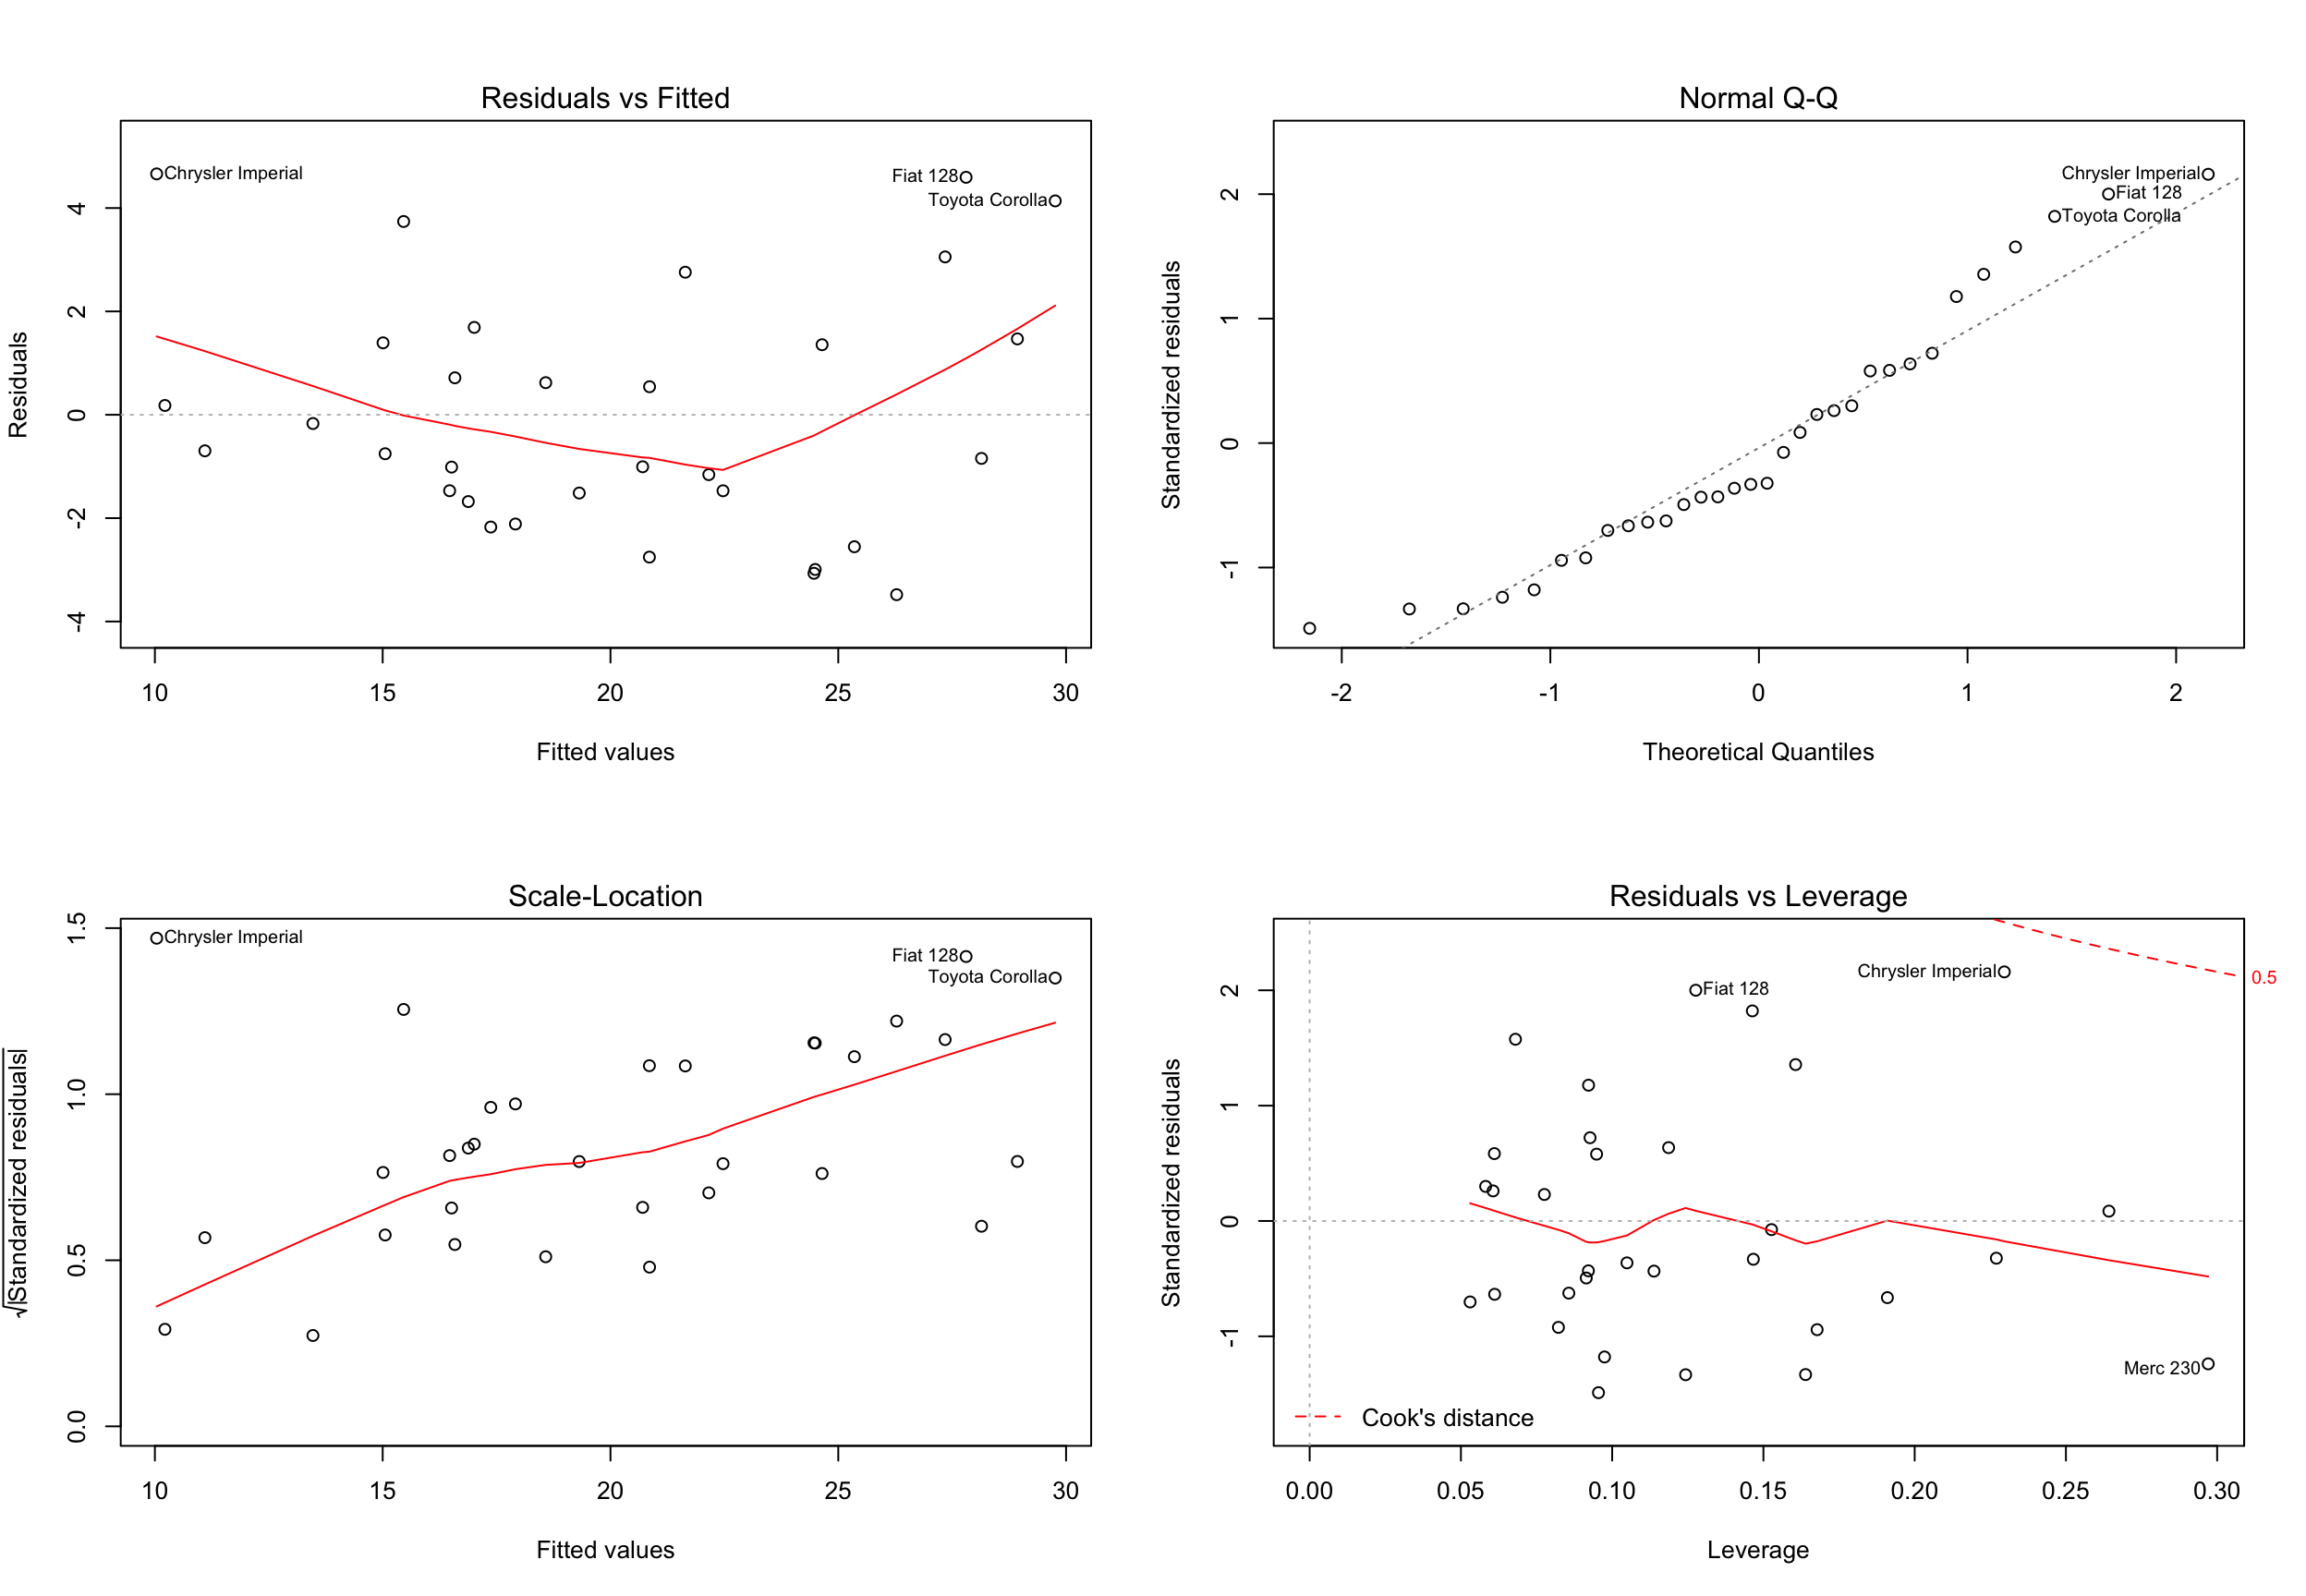 Residuals vs Fitted
Residuals
4
2
0
-2
-4
Chrysler Imperial
Fiat 128
Toyota Corolla
10 15 20 25 30
Fitted values
Normal Q-Q
Standardized residuals
2
1
0
-1
Chrysler Imperial
Fiat 128
Toyota Corolla
-2 -1 0 1 2
Theoretical Quantiles
Scale-Location
√|Standardized residuals|
1.5
1.0
0.5
0.0
Chrysler Imperial
Fiat 128
Toyota Corolla
10 15 20 25 30
Fitted values
Residuals vs Leverage
Standardized residuals
2
1
0
-1
0.5
Chrysler Imperial
Fiat 128
Merc 230
Cook's distance
0.00 0.05 0.10 0.15 0.20 0.25 0.30
Leverage